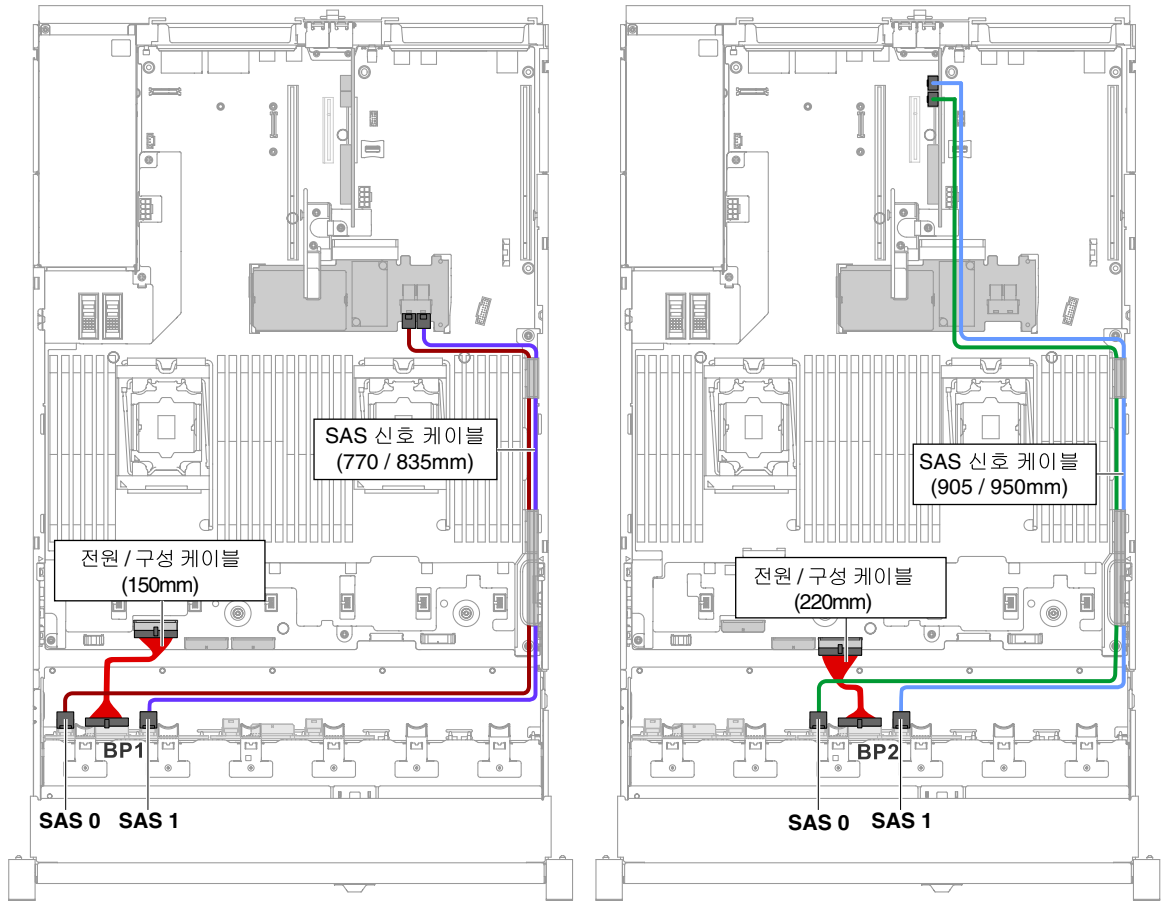 SAS 신호 케이블
(770 / 835mm)
전원 / 구성 케이블
(150mm)
BP1
SAS 0
SAS 1
SAS 신호 케이블
(905 / 950mm)
전원 / 구성 케이블
(220mm)
BP2
SAS 0
SAS 1